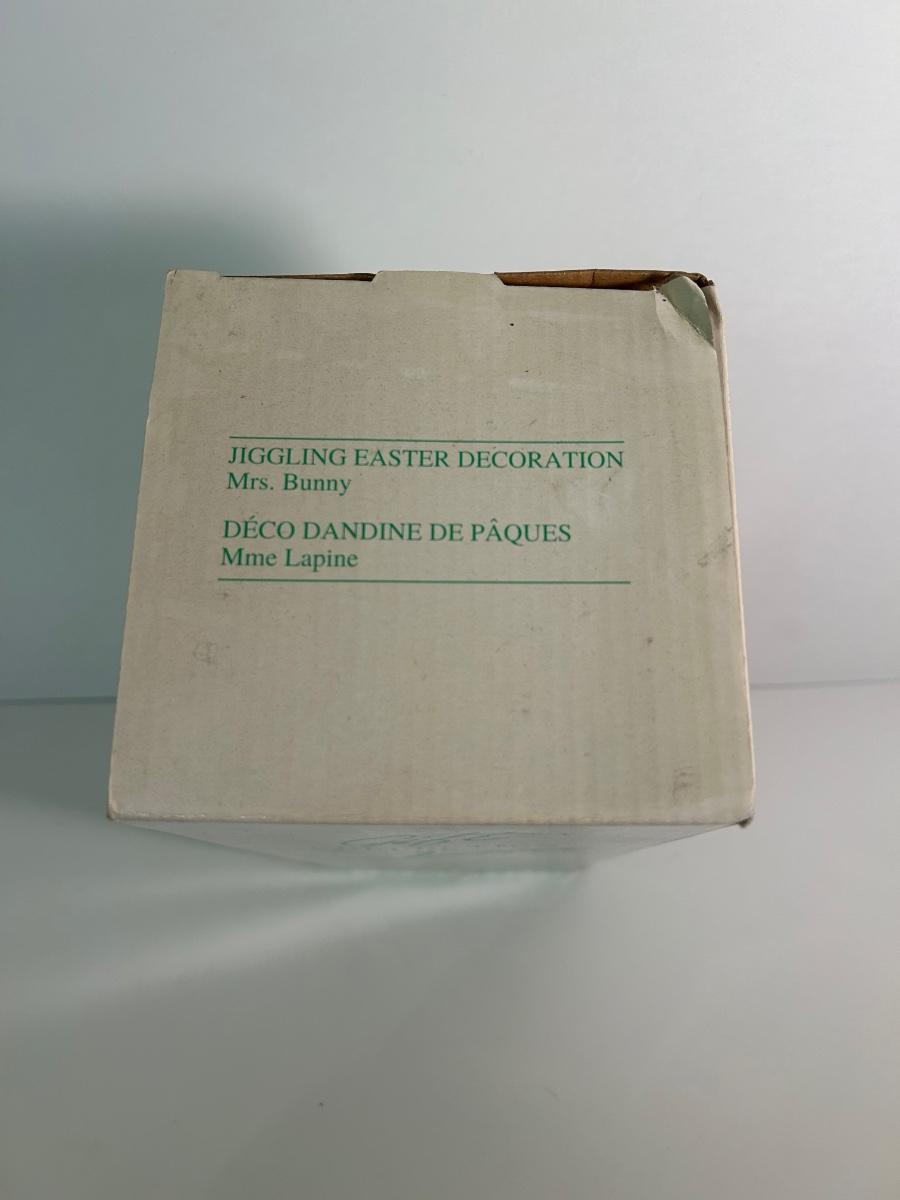 JIGGLING EASTER DECORATION
Mrs. Bunny
DÉCO DANDINE DE PÂQUES
Mme Lapine